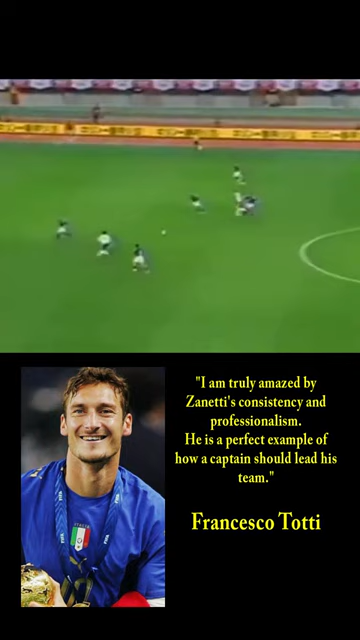 "I am truly amazed by
Zanetti's consistency and
professionalism.
He is a perfect example of
how a captain should lead his
team."
Francesco Totti
ITALIA